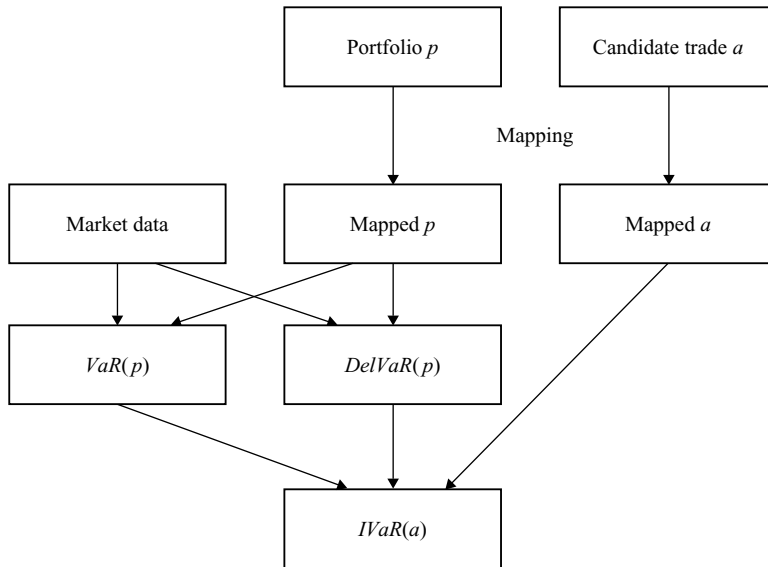 Portfolio p
Candidate trade a
Mapping
Market data
Mapped p
Mapped a
VaR(p)
DelVaR(p)
IVaR(a)